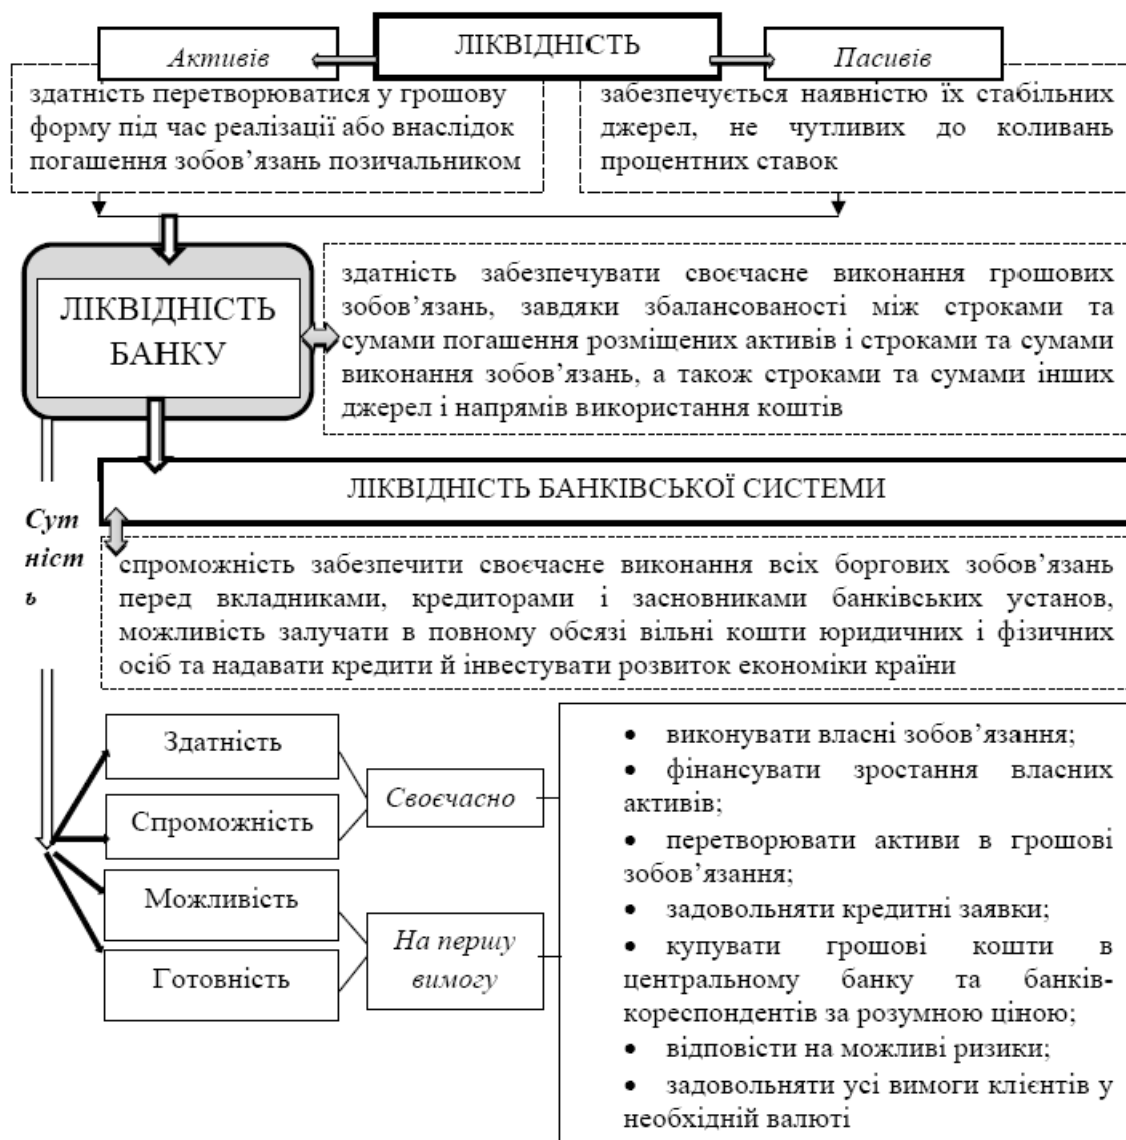 ЛІКВІДНІСТЬ
Активів
Пасивів
здатність перетворюватися у грошову
форму під час реалізації або внаслідок
погашення зобов’язань позичальником
забезпечується наявністю їх стабільних
джерел, не чутливих до коливань
процентних ставок
ЛІКВІДНІСТЬ
БАНКУ
здатність забезпечувати своєчасне виконання грошових
зобов’язань, завдяки збалансованості між строками та
сумами погашення розміщених активів і строками та сумами
виконання зобов’язань, а також строками та сумами інших
джерел і напрямів використання коштів
ЛІКВІДНІСТЬ БАНКІВСЬКОЇ СИСТЕМИ
Сут
ніст
ь
спроможність забезпечити своєчасне виконання всіх боргових зобов’язань
перед вкладниками, кредиторами і засновниками банківських установ,
можливість залучати в повному обсязі вільні кошти юридичних і фізичних
осіб та надавати кредити й інвестувати розвиток економіки країни
Здатність
Спроможність
Можливість
Готовність
Своєчасно
На першу
вимогу
• виконувати власні зобов’язання;
• фінансувати зростання власних
активів;
• перетворювати активи в грошові
зобов’язання;
• задовольняти кредитні заявки;
• купувати грошові кошти в
центральному банку та банків-
кореспондентів за розумною ціною;
• відповісти на можливі ризики;
• задовольняти усі вимоги клієнтів у
необхідній валюті